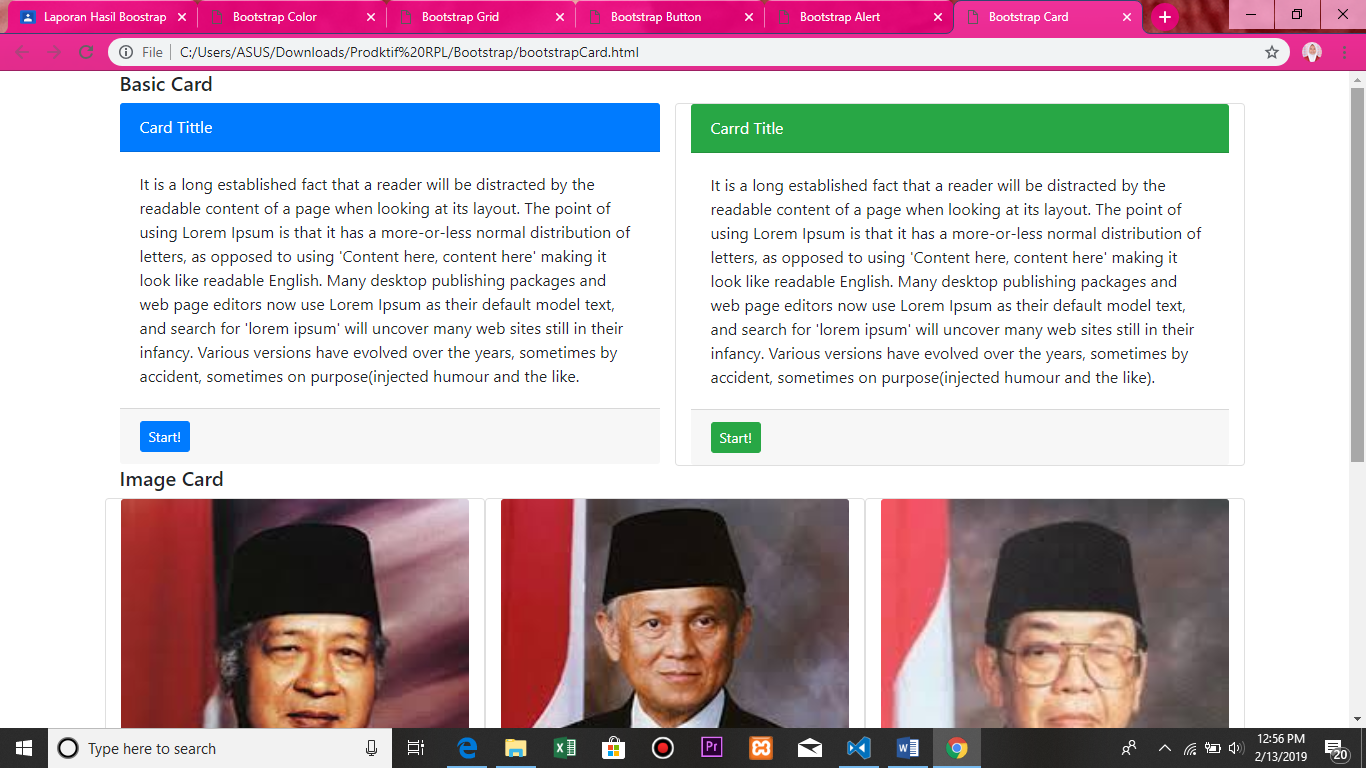 Laporan Hasil Boostrap
Bootstrap Color
Bootstrap Grid
Bootstrap Button
Bootstrap Alert
Bootstrap Card
File
C:/Users/ASUS/Downloads/Prodktif%20RPL/Bootstrap/bootstrapCard.html
Basic Card
Card Tittle
It is a long established fact that a reader will be distracted by the
readable content of a page when looking at its layout. The point of
using Lorem Ipsum is that it has a more-or-less normal distribution of
letters, as opposed to using 'Content here, content here' making it
look like readable English. Many desktop publishing packages and
web page editors now use Lorem Ipsum as their default model text,
and search for 'lorem ipsum' will uncover many web sites still in their
infancy. Various versions have evolved over the years, sometimes by
accident, sometimes on purpose(injected humour and the like.
Start!
Carrd Title
It is a long established fact that a reader will be distracted by the
readable content of a page when looking at its layout. The point of
using Lorem Ipsum is that it has a more-or-less normal distribution of
letters, as opposed to using 'Content here, content here' making it
look like readable English. Many desktop publishing packages and
web page editors now use Lorem Ipsum as their default model text,
and search for 'lorem ipsum' will uncover many web sites still in their
infancy. Various versions have evolved over the years, sometimes by
accident, sometimes on purpose(injected humour and the like).
Start!
Image Card
Type here to search
Pr
12:56 PM
2/13/2019
20